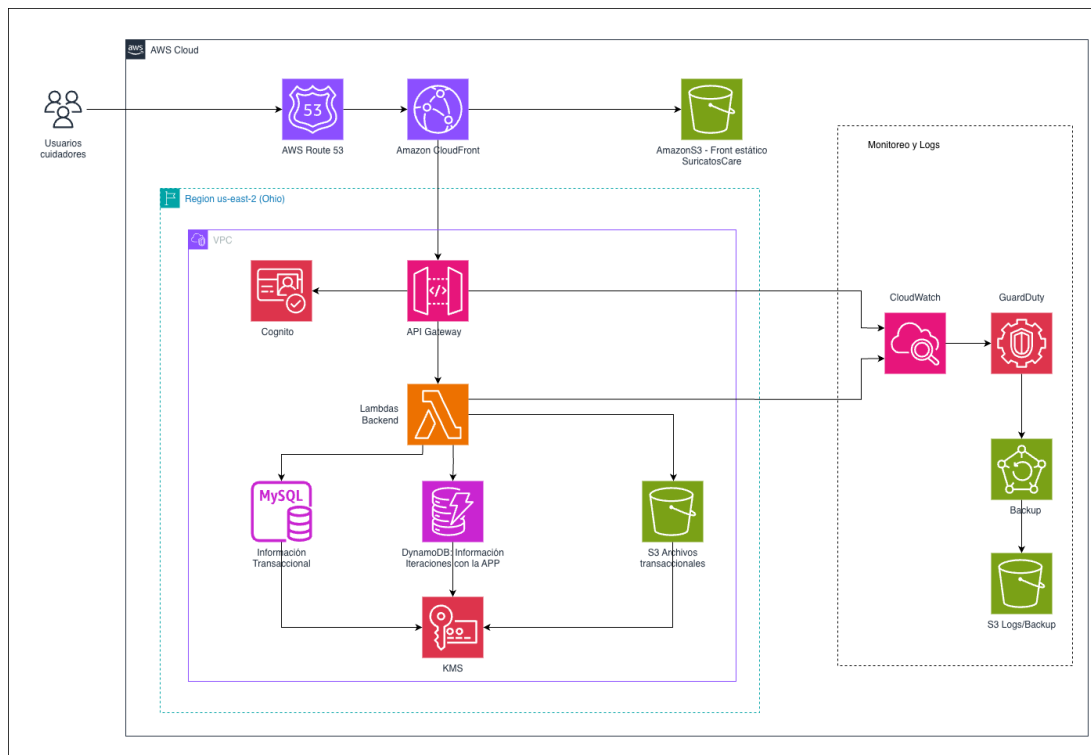 aws
AWS Cloud
Usuarios
cuidadores
53
AWS Route 53
Amazon CloudFront
AmazonS3 - Front estático
SuricatosCare
Monitoreo y Logs
Region us-east-2 (Ohio)
VPC
Cognito
</>
API Gateway
CloudWatch
GuardDuty
Lambdas
Backend
MySQL
Información
Transaccional
DynamoDB: Información
Iteraciones con la APP
S3 Archivos
transaccionales
Backup
S3 Logs/Backup
KMS